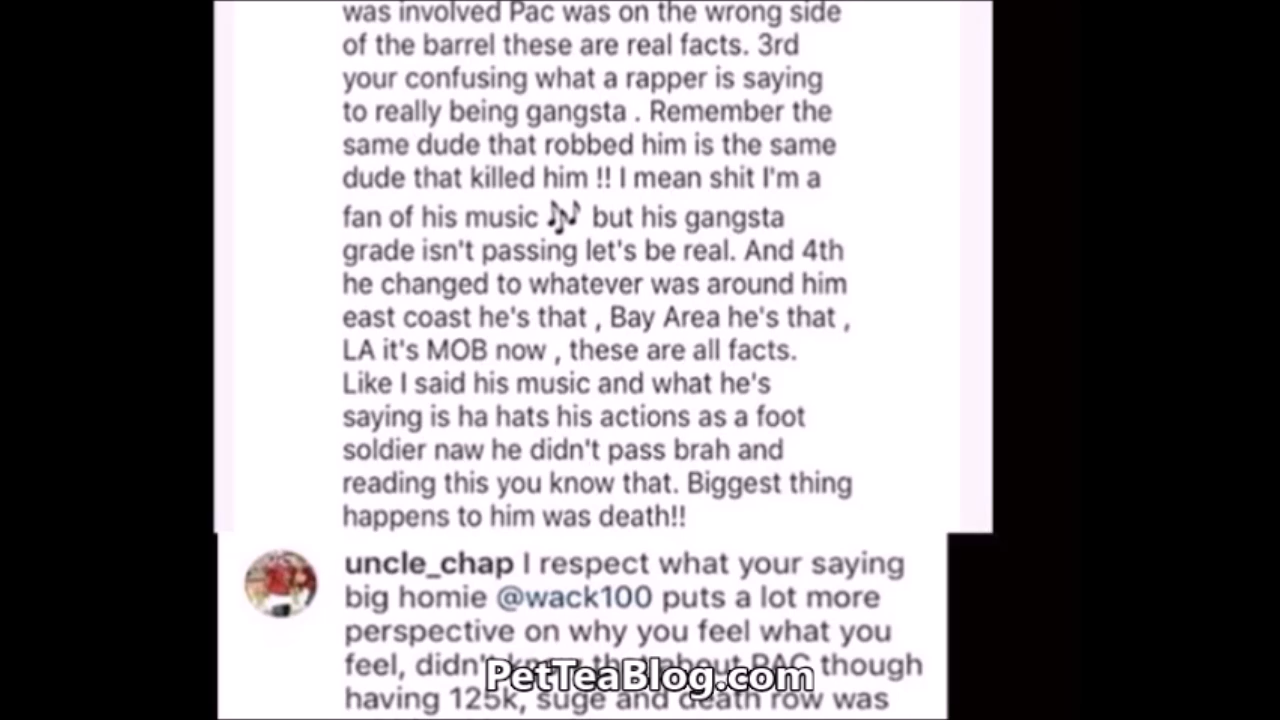 was involved Pac was on the wrong side
of the barrel these are real facts. 3rd
your confusing what a rapper is saying
to really being gangsta . Remember the
same dude that robbed him is the same
dude that killed him !! I mean shit I'm a
fan of his music 🎶 but his gangsta
grade isn't passing let's be real. And 4th
he changed to whatever was around him
east coast he's that , Bay Area he's that ,
LA it's MOB now , these are all facts.
Like I said his music and what he's
saying is ha hats his actions as a foot
soldier naw he didn't pass brah and
reading this you know that. Biggest thing
happens to him was death!!
uncle_chap I respect what your saying
big homie @wack100 puts a lot more
perspective on why you feel what you
feel, didn't know that about PAC though
having 125k, suge and death row was
PetTeaBlog.com